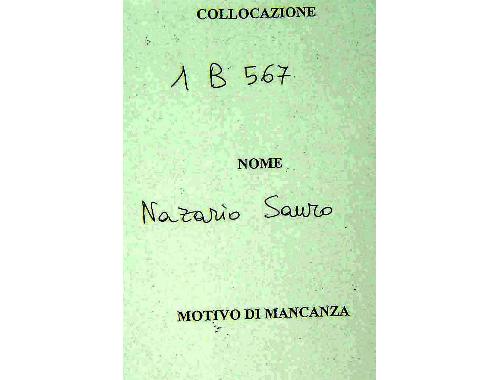 COLLOCAZIONE
1 B 567
NOME
Nazario Sauro
MOTIVO DI MANCANZA